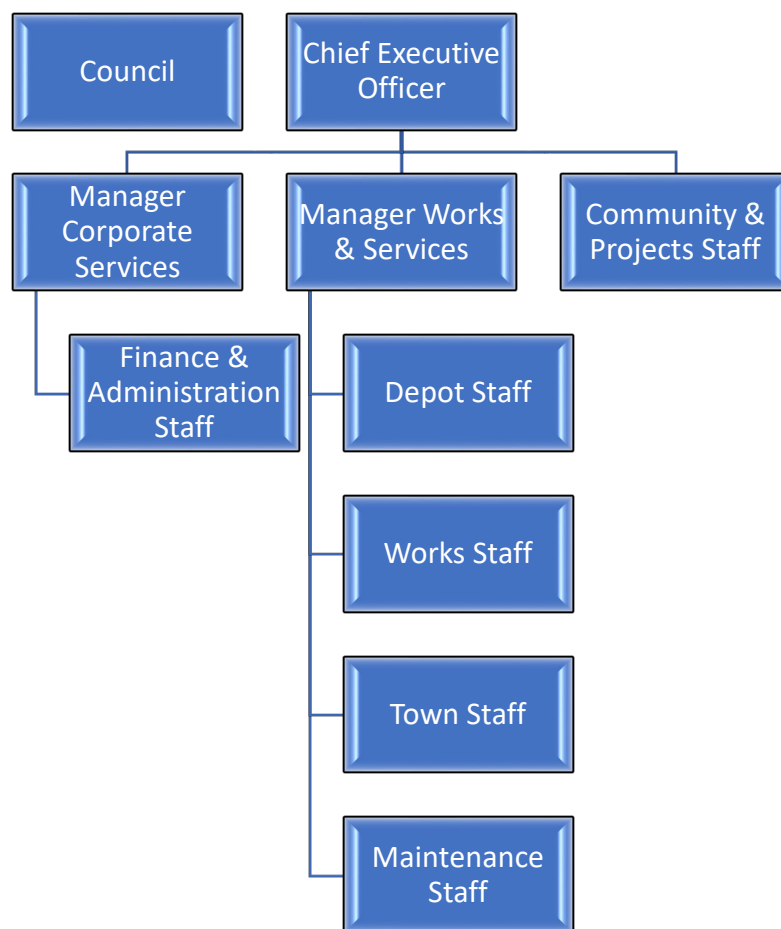 Council
Chief Executive
Officer
Manager
Corporate
Services
Manager Works
& Services
Community &
Projects Staff
Finance &
Administration
Staff
Depot Staff
Works Staff
Town Staff
Maintenance
Staff